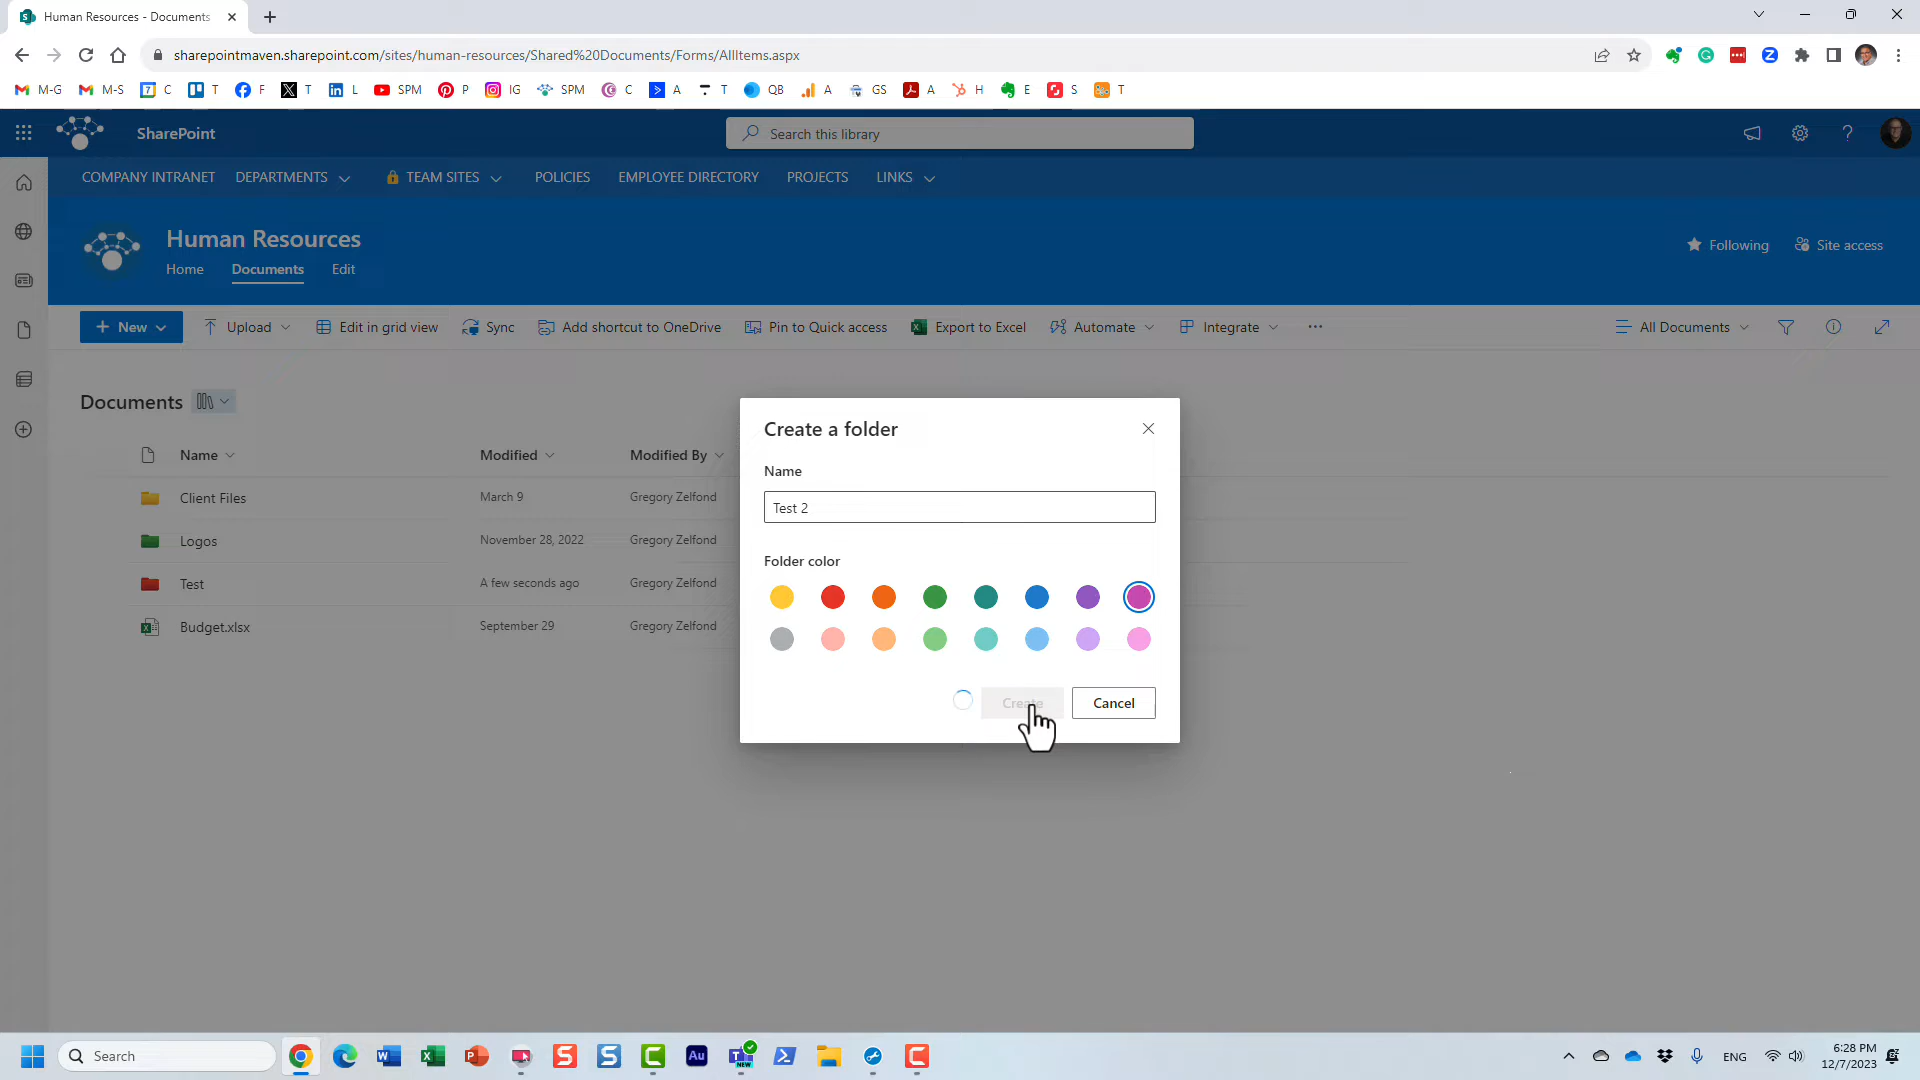 Human Resources - Documents
sharepointmaven.sharepoint.com/sites/human-resources/Shared%20Documents/Forms/AllItems.aspx
M-G M-S C T F T L SPM P IG SPM C A T QB A GS A H E S T
SharePoint
Search this library
COMPANY INTRANET DEPARTMENTS TEAM SITES POLICIES EMPLOYEE DIRECTORY PROJECTS LINKS
Human Resources
Home Documents Edit
Following Site access
New Upload Edit in grid view Sync Add shortcut to OneDrive Pin to Quick access Export to Excel Automate Integrate All Documents
Documents
Name Modified Modified By
Client Files March 9 Gregory Zelfond
Logos November 28, 2022 Gregory Zelfond
Test A few seconds ago Gregory Zelfond
Budget.xlsx September 29 Gregory Zelfond
Create a folder
Name
Test 2
Folder color
Create Cancel
Search
ENG
6:28 PM
12/7/2023